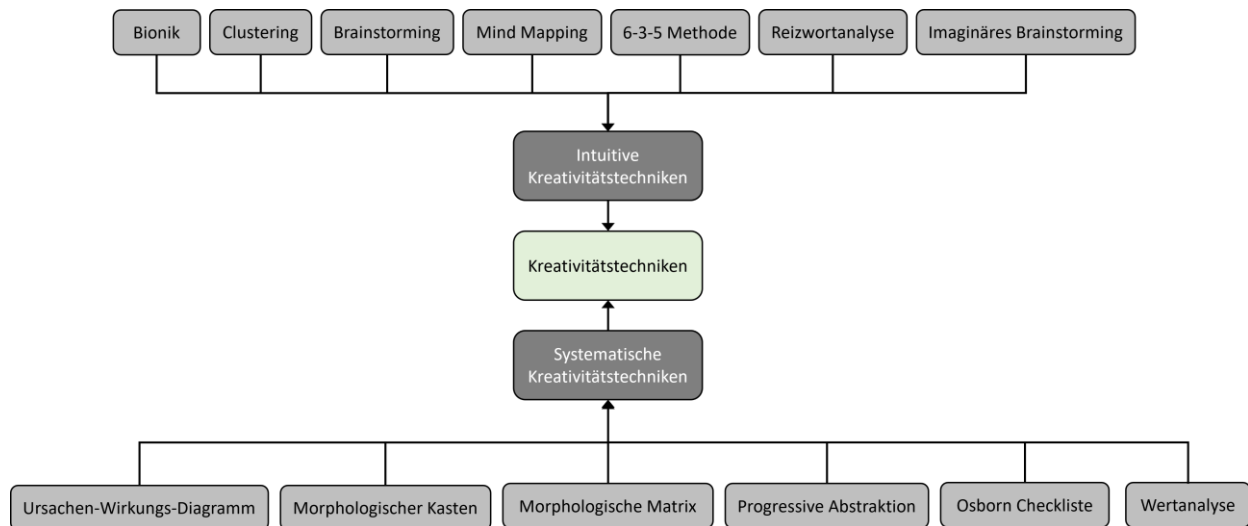 Bionik
Clustering
Brainstorming
Mind Mapping
6-3-5 Methode
Reizwortanalyse
Imaginäres Brainstorming
Intuitive
Kreativitätstechniken
Kreativitätstechniken
Systematische
Kreativitätstechniken
Ursachen-Wirkungs-Diagramm
Morphologischer Kasten
Morphologische Matrix
Progressive Abstraktion
Osborn Checkliste
Wertanalyse